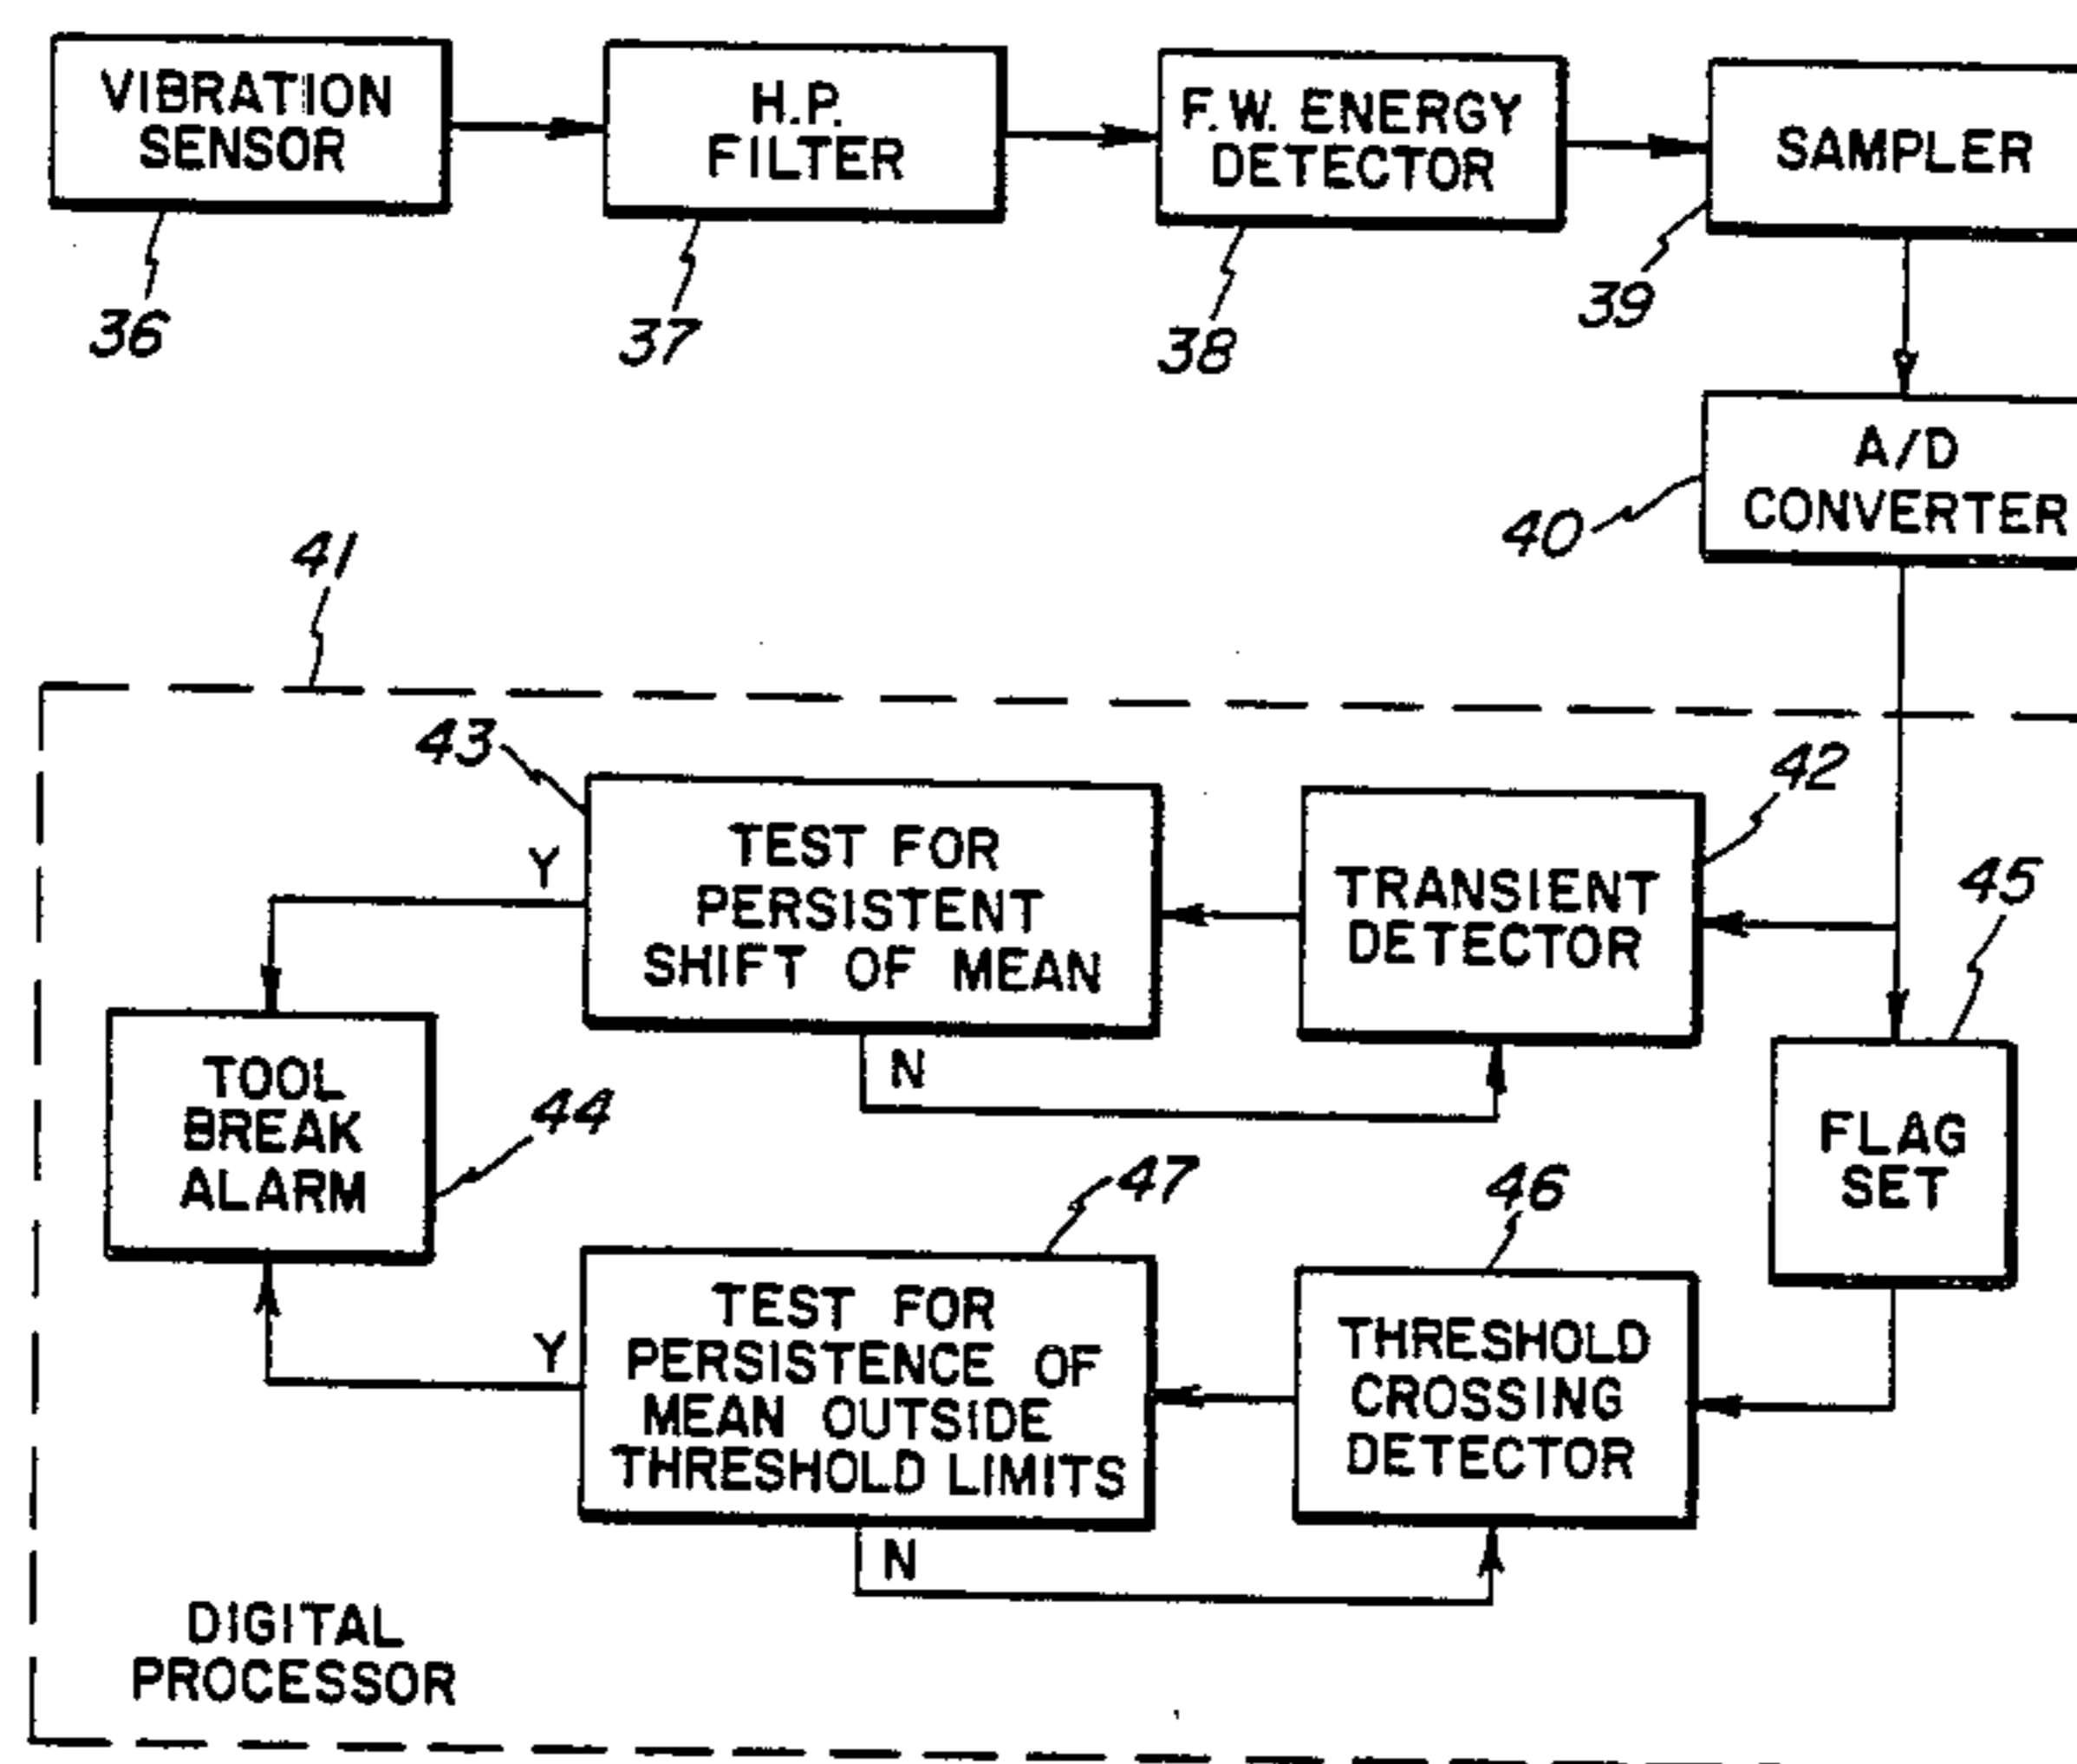 VIBRATION
SENSOR
H.P.
FILTER
F.W. ENERGY
DETECTOR
SAMPLER
36
37
38
39
A/D
CONVERTER
40
41
43
42
TEST FOR
PERSISTENT
SHIFT OF MEAN
Y
N
TRANSIENT
DETECTOR
45
TOOL
BREAK
ALARM
44
FLAG
SET
47
46
TEST FOR
PERSISTENCE OF
MEAN OUTSIDE
THRESHOLD LIMITS
Y
N
THRESHOLD
CROSSING
DETECTOR
DIGITAL
PROCESSOR